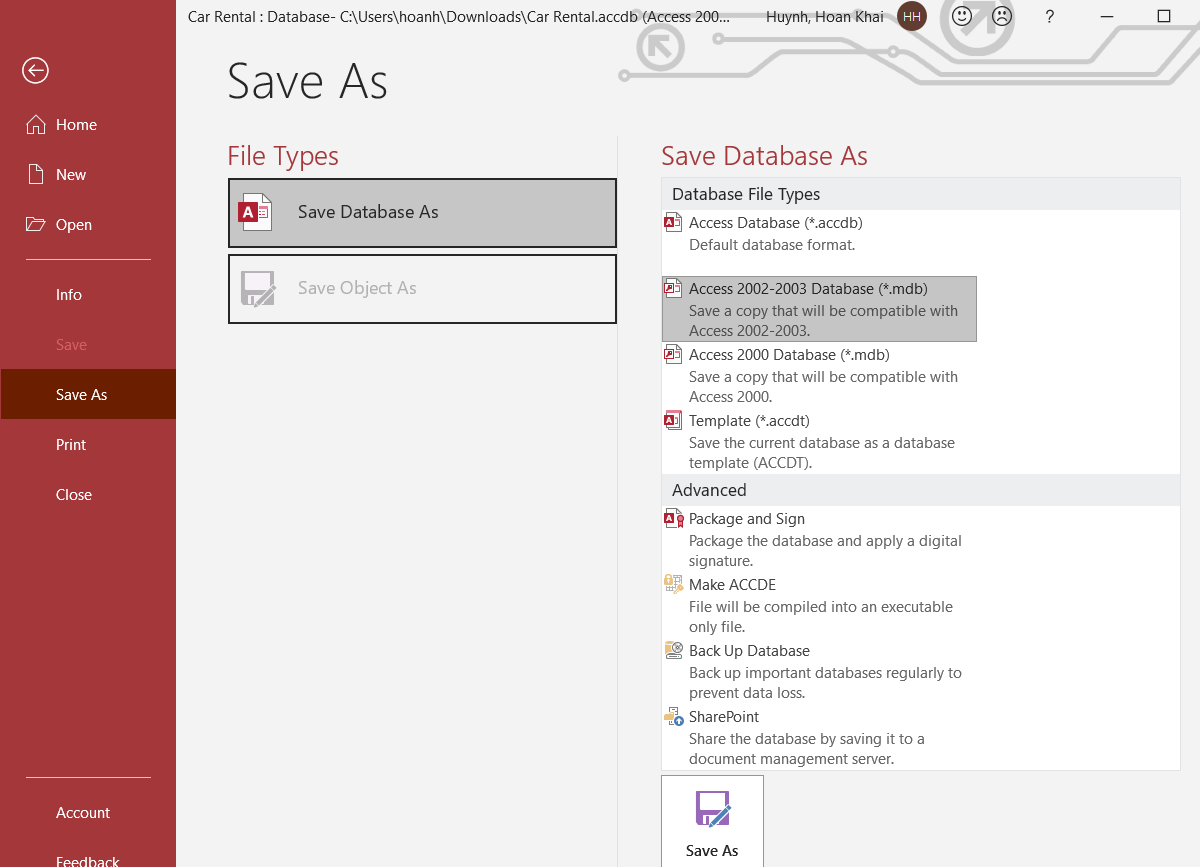 Car Rental : Database- C:\Users\hoanh\Downloads\Car Rental.accdb (Access 200...
Huynh, Hoan Khai
HH
?
Home
New
Open
Info
Save
Save As
Print
Close
Account
Feedback
Save As
File Types
A
Save Database As
Save Object As
Save Database As
Database File Types
A
Access Database (*.accdb)
Default database format.
Access 2002-2003 Database (*.mdb)
Save a copy that will be compatible with
Access 2002-2003.
Access 2000 Database (*.mdb)
Save a copy that will be compatible with
Access 2000.
A
Template (*.accdt)
Save the current database as a database
template (ACCDT).
Advanced
A
Package and Sign
Package the database and apply a digital
signature.
Make ACCDE
File will be compiled into an executable
only file.
Back Up Database
Back up important databases regularly to
prevent data loss.
SharePoint
Share the database by saving it to a
document management server.
Save As